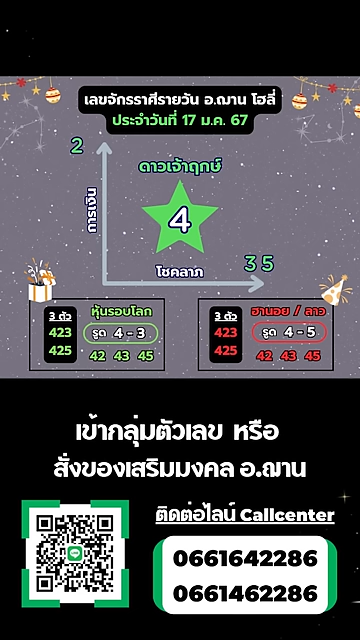 เลขจักรราศีรายวัน อ.ฌาน โฮลี่
ประจำวันที่ 17 ม.ค. 67
2
ดาวเจ้าฤกษ์
การเงิน
4
โชคลาภ
3 5
3 ตัว
423
425
หุ้นรอบโลก
รูด 4 - 3
42 43 45
3 ตัว
423
425
ฮานอย / ลาว
รูด 4 - 5
42 43 45
เข้ากลุ่มตัวเลข หรือ
สั่งของเสริมมงคล อ.ฌาน
ติดต่อไลน์ Callcenter
0661642286
0661462286